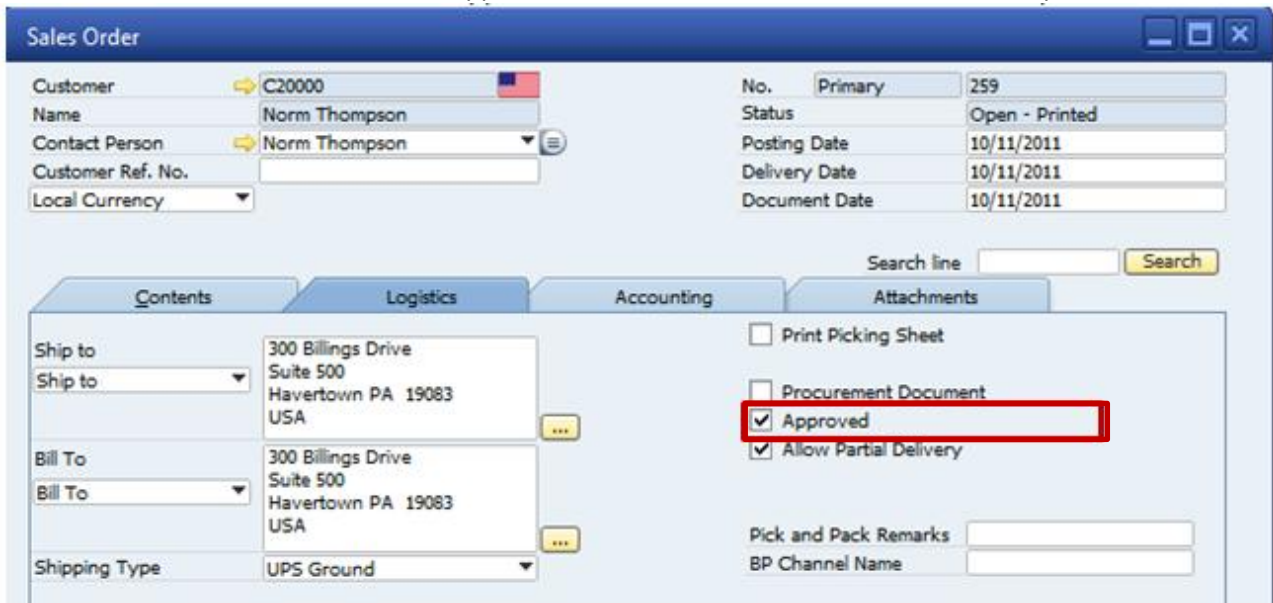 Sales Order
Customer C20000 No. Primary 259
Name Norm Thompson Status Open - Printed
Contact Person Norm Thompson Posting Date 10/11/2011
Customer Ref. No. Delivery Date 10/11/2011
Local Currency Document Date 10/11/2011
Search line Search
Contents Logistics Accounting Attachments
Print Picking Sheet
Ship to 300 Billings Drive
Ship to Suite 500
Havertown PA 19083 Procurement Document
USA ... Approved
Allow Partial Delivery
Bill To 300 Billings Drive
Bill To Suite 500
Havertown PA 19083
USA ... Pick and Pack Remarks
Shipping Type UPS Ground BP Channel Name